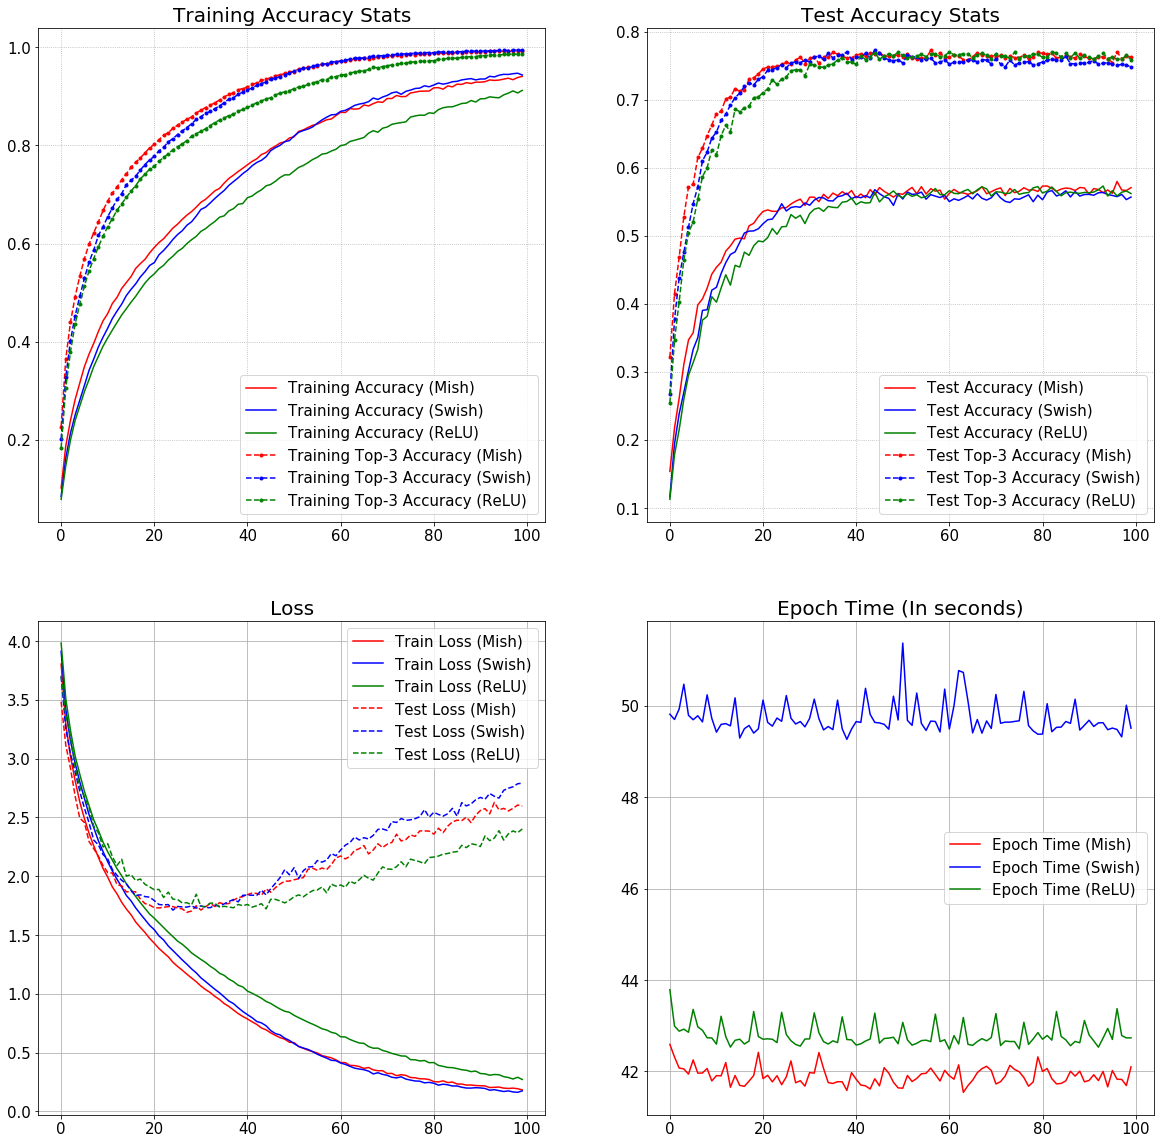 Training Accuracy Stats
1.0
0.8
0.6
0.4
0.2
0 20 40 60 80 100
Training Accuracy (Mish)
Training Accuracy (Swish)
Training Accuracy (ReLU)
Training Top-3 Accuracy (Mish)
Training Top-3 Accuracy (Swish)
Training Top-3 Accuracy (ReLU)
Test Accuracy Stats
0.8
0.7
0.6
0.5
0.4
0.3
0.2
0.1
0 20 40 60 80 100
Test Accuracy (Mish)
Test Accuracy (Swish)
Test Accuracy (ReLU)
Test Top-3 Accuracy (Mish)
Test Top-3 Accuracy (Swish)
Test Top-3 Accuracy (ReLU)
Loss
4.0
3.5
3.0
2.5
2.0
1.5
1.0
0.5
0.0
0 20 40 60 80 100
Train Loss (Mish)
Train Loss (Swish)
Train Loss (ReLU)
Test Loss (Mish)
Test Loss (Swish)
Test Loss (ReLU)
Epoch Time (In seconds)
50
48
46
44
42
0 20 40 60 80 100
Epoch Time (Mish)
Epoch Time (Swish)
Epoch Time (ReLU)